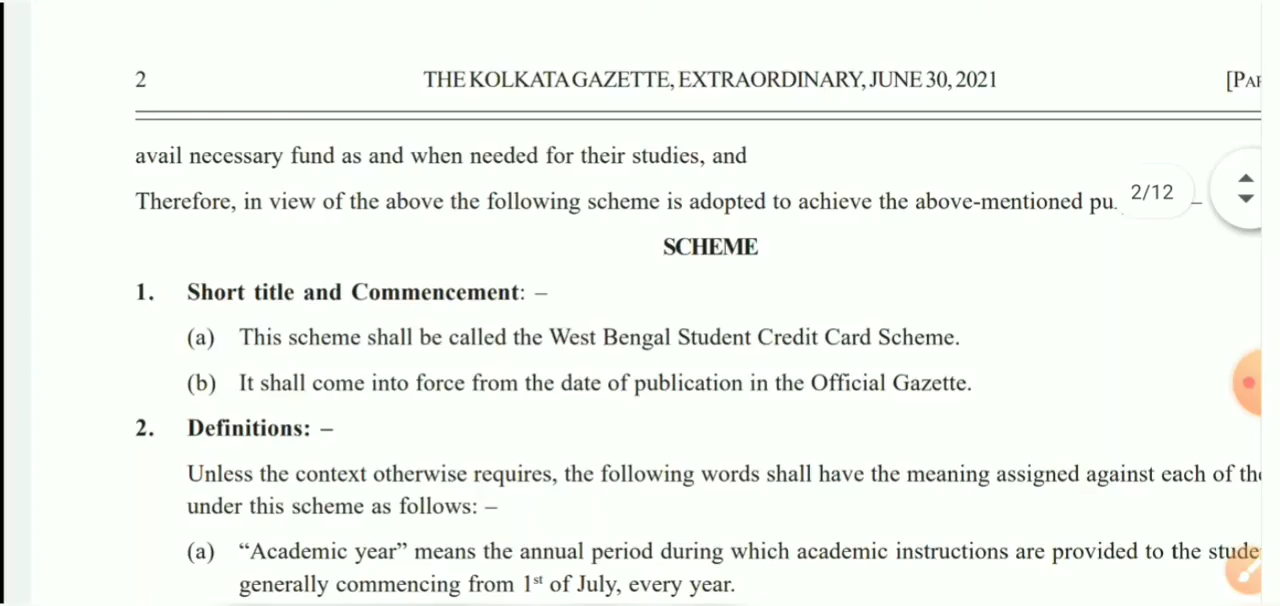 2 THE KOLKATA GAZETTE, EXTRAORDINARY, JUNE 30, 2021 [PAR
avail necessary fund as and when needed for their studies, and
Therefore, in view of the above the following scheme is adopted to achieve the above-mentioned pu. 2/12 –
SCHEME
1. Short title and Commencement: –
(a) This scheme shall be called the West Bengal Student Credit Card Scheme.
(b) It shall come into force from the date of publication in the Official Gazette.
2. Definitions: –
Unless the context otherwise requires, the following words shall have the meaning assigned against each of
under this scheme as follows: –
(a) “Academic year” means the annual period during which academic instructions are provided to the stude
generally commencing from 1st of July, every year.